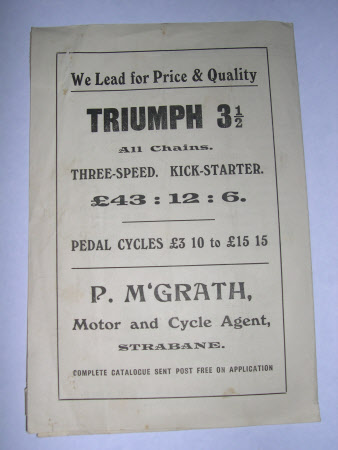 We Lead for Price & Quality
TRIUMPH 3½
All Chains.
THREE-SPEED. KICK-STARTER.
£43 : 12 : 6.
PEDAL CYCLES £3 10 to £15 15
P. M'GRATH,
Motor and Cycle Agent,
STRABANE.
COMPLETE CATALOGUE SENT POST FREE ON APPLICATION